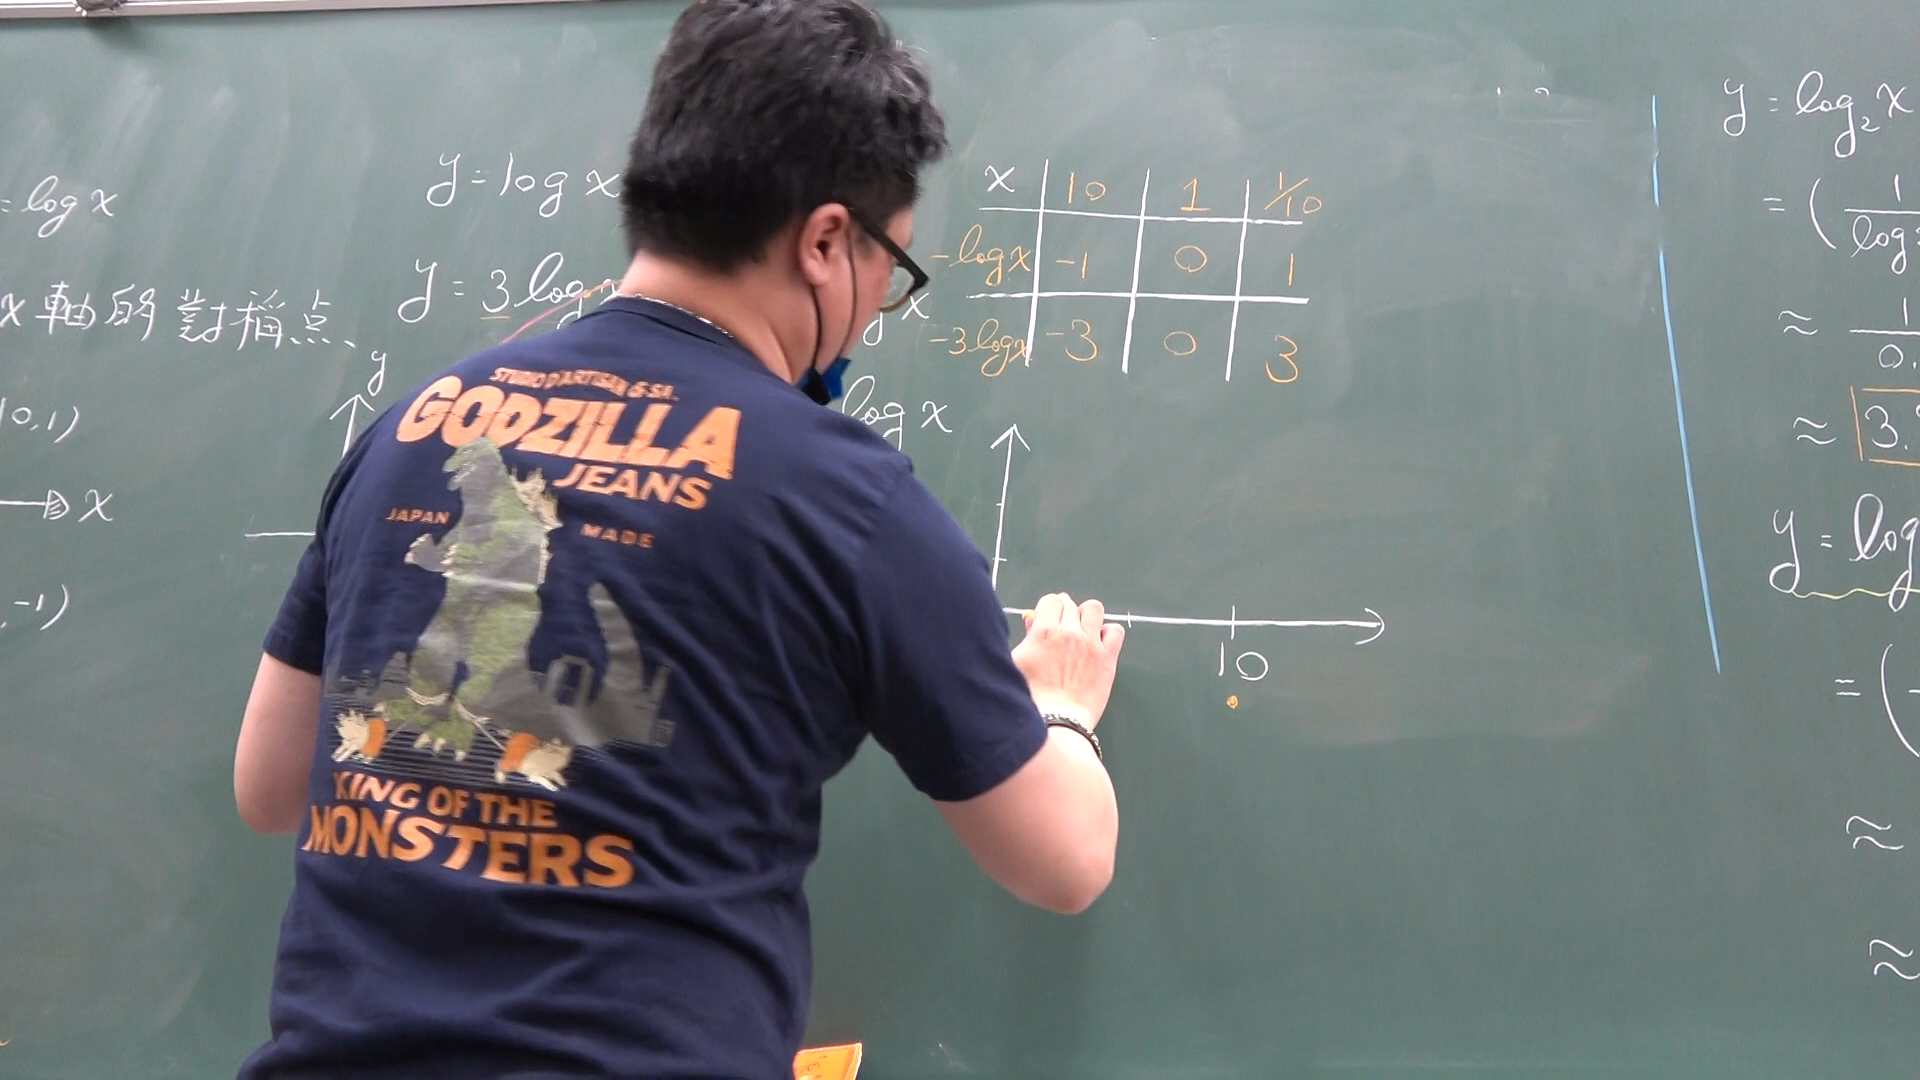 = log x
x 軸的對稱点、
0,1)
x
,-1)
y = log x
y = 3 log x
y
g x
log x
x 10 1 1/10
-log x -1 0 1
-3log x -3 0 3
10
STUDIO D'ARTISAN & SA.
GODZILLA
JEANS
JAPAN MADE
KING OF THE
MONSTERS
y = log₂x
= ( 1
log
≈ 1
0.
≈ 3.
y = log
= (
≈
≈